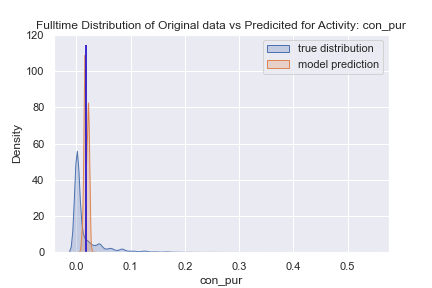 Fulltime Distribution of Original data vs Predicited for Activity: con_pur
120
100
80
60
40
20
0
Density
true distribution
model prediction
0.0 0.1 0.2 0.3 0.4 0.5
con_pur